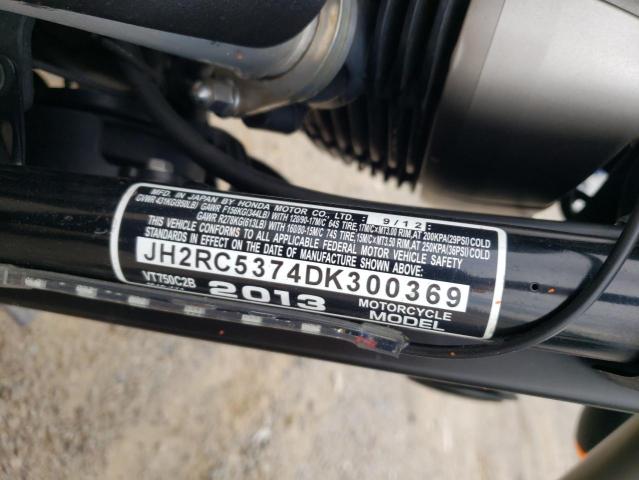 MFD. IN JAPAN BY HONDA MOTOR CO., LTD. 9/12
GVWR 431KG(950LB) GAWR F156KG(344LB) WITH 120/90-17M/C 64S TIRE, 17M/C×MT3.00 RIM, AT 200KPA(29PSI)COLD
GAWR R278KG(613LB) WITH 160/80-15M/C 74S TIRE, 15M/C×MT3.50 RIM, AT 250KPA(36PSI)COLD
THIS VEHICLE CONFORMS TO ALL APPLICABLE FEDERAL MOTOR VEHICLE SAFETY
STANDARDS IN EFFECT ON THE DATE OF MANUFACTURE SHOWN ABOVE:
JH2RC5374DK300369
VT750C2B 2013 MOTORCYCLE
MODEL